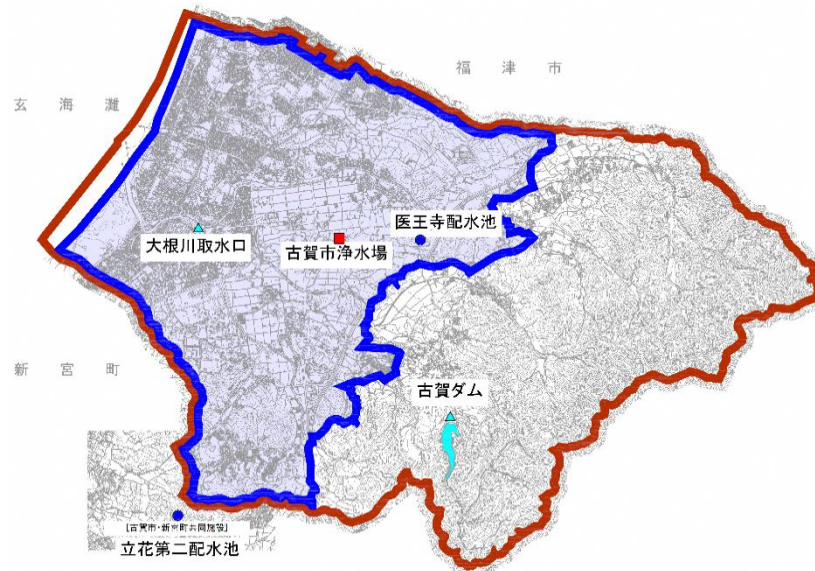 福津市
玄海灘
医王寺配水池
大根川取水口
古賀市浄水場
新宮町
古賀ダム
[古賀市・新宮町共同施設]
立花第二配水池